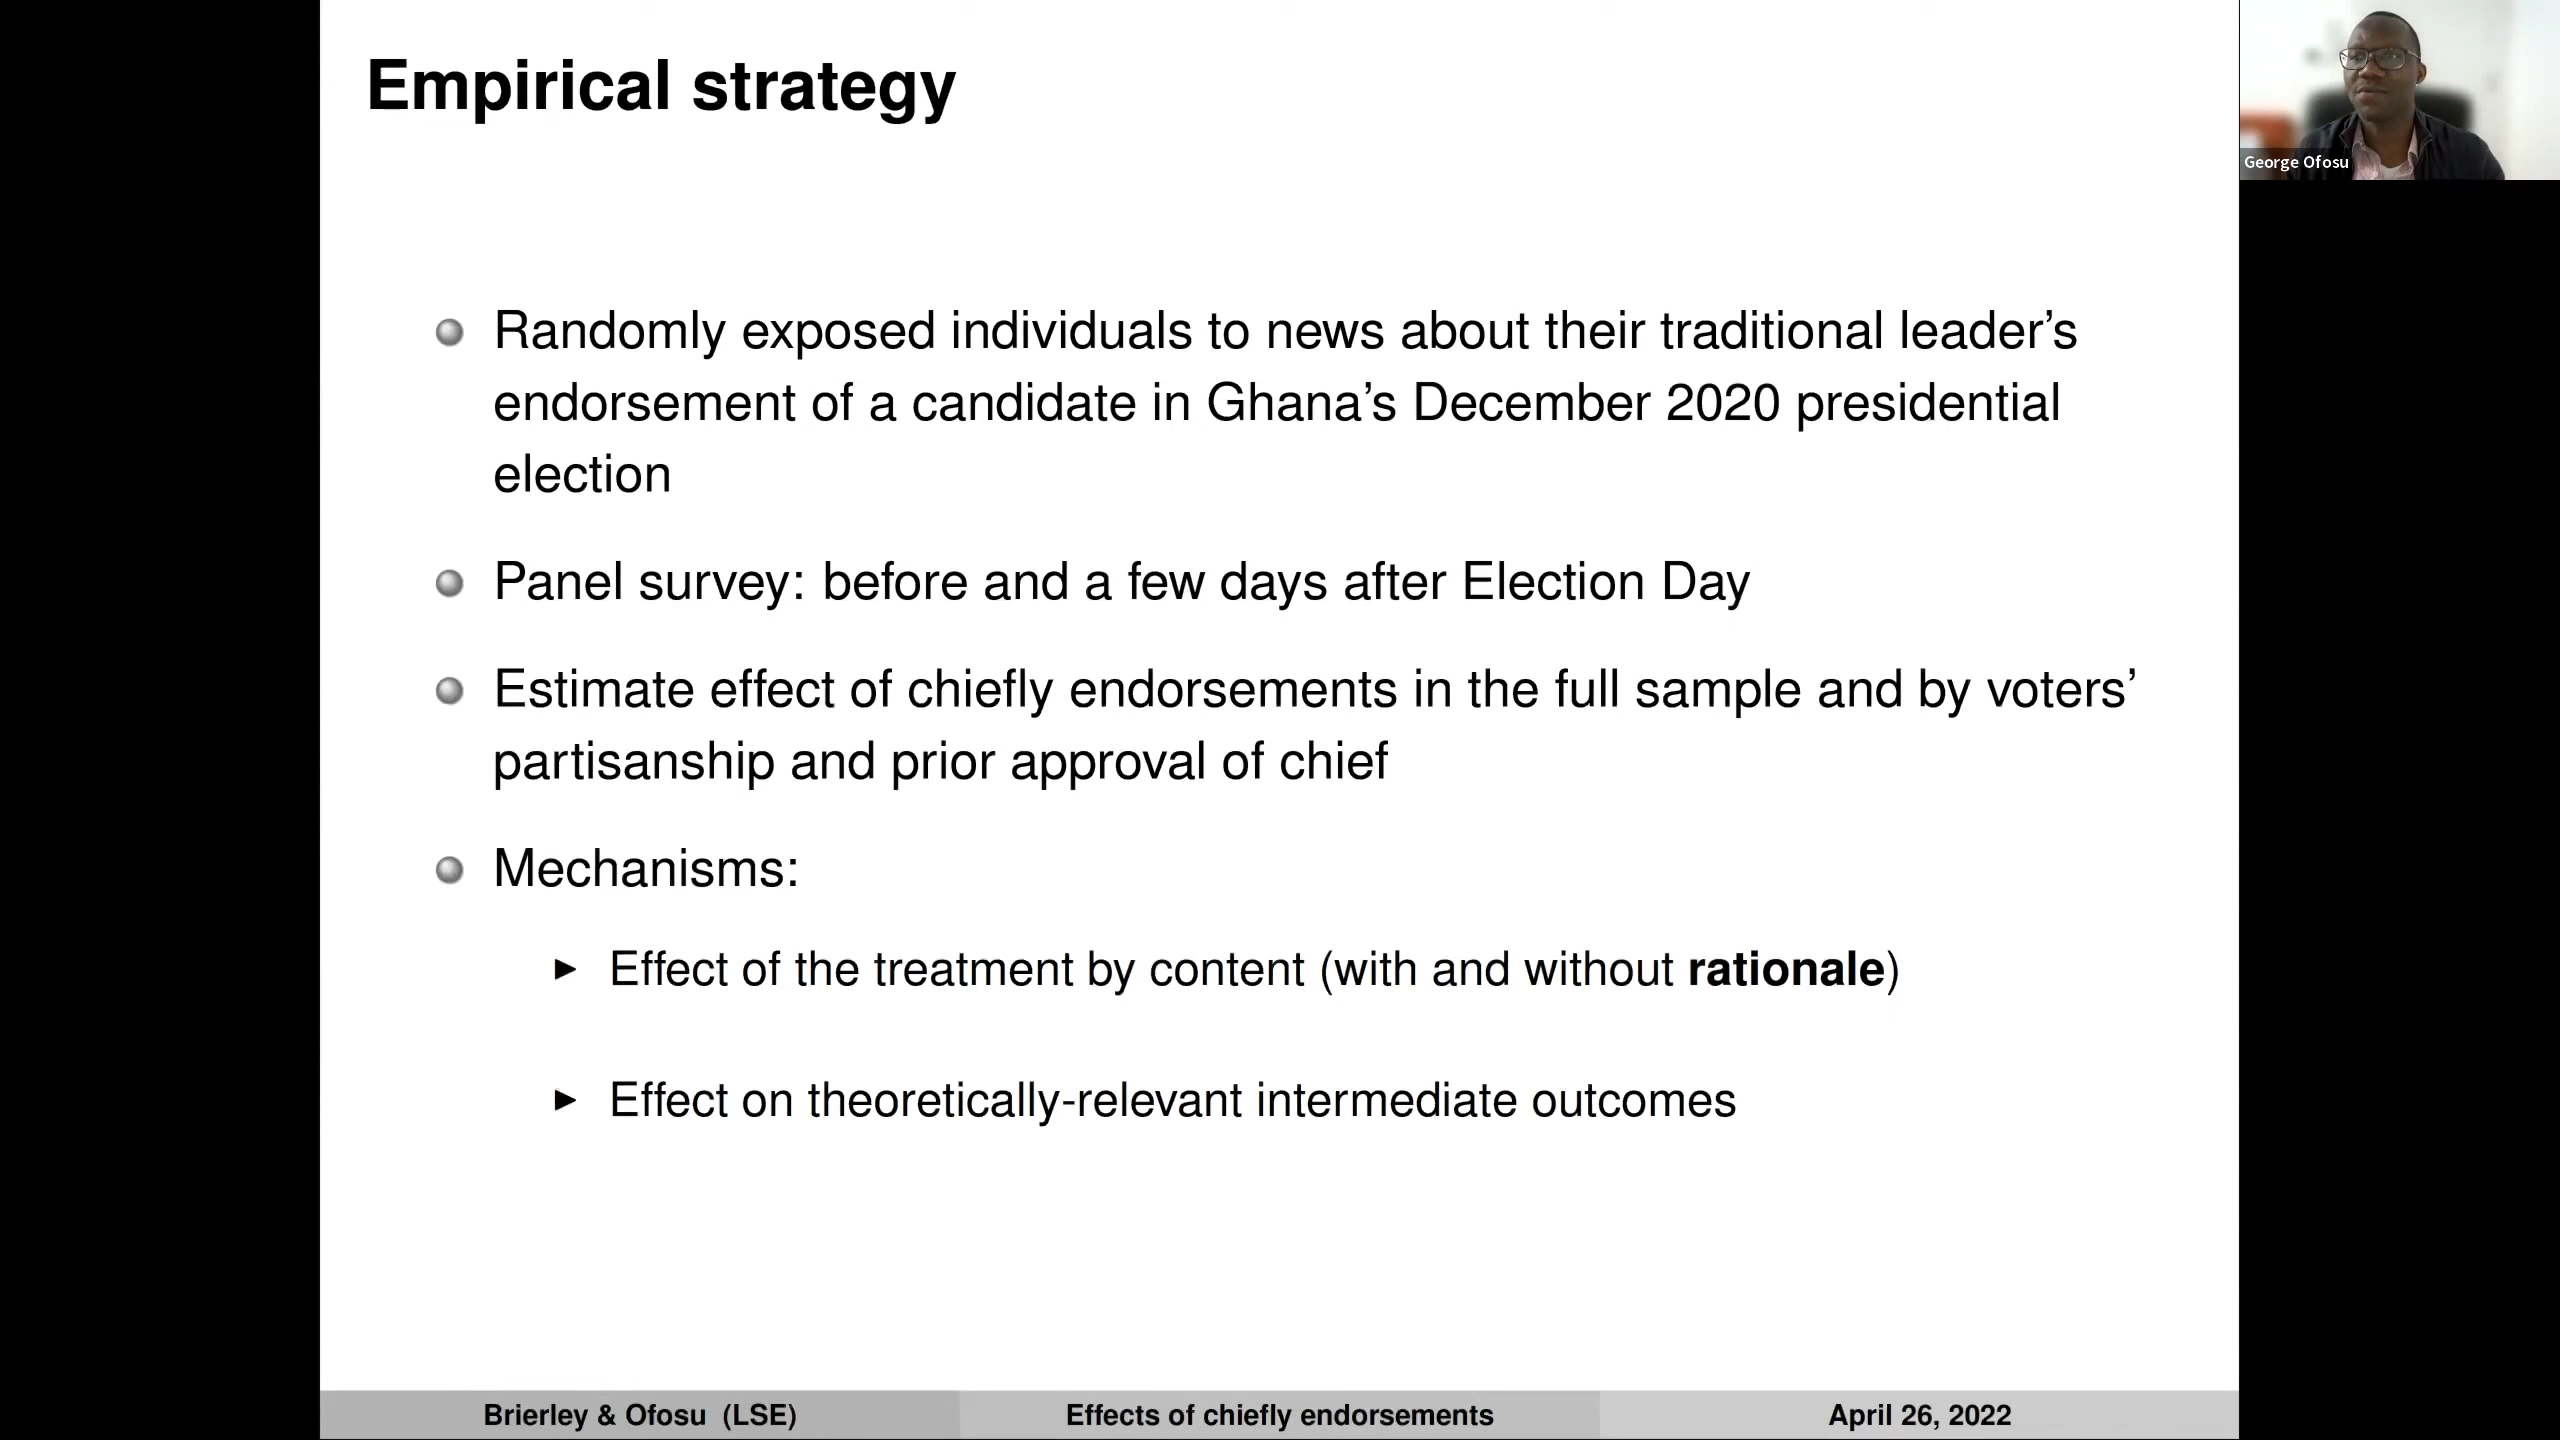 Empirical strategy
George Ofosu
Randomly exposed individuals to news about their traditional leader’s
endorsement of a candidate in Ghana’s December 2020 presidential
election
Panel survey: before and a few days after Election Day
Estimate effect of chiefly endorsements in the full sample and by voters’
partisanship and prior approval of chief
Mechanisms:
Effect of the treatment by content (with and without rationale)
Effect on theoretically-relevant intermediate outcomes
Brierley & Ofosu (LSE)
Effects of chiefly endorsements
April 26, 2022